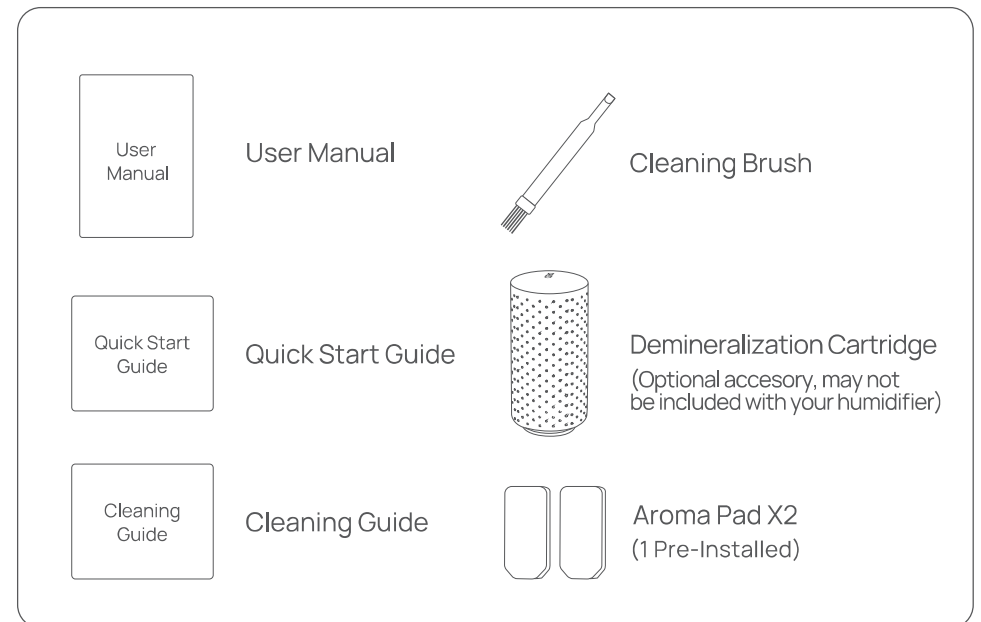 User
Manual
User Manual
Quick Start
Guide
Quick Start Guide
Cleaning
Guide
Cleaning Guide
Cleaning Brush
Demineralization Cartridge
(Optional accesory, may not
be included with your humidifier)
Aroma Pad X2
(1 Pre-Installed)